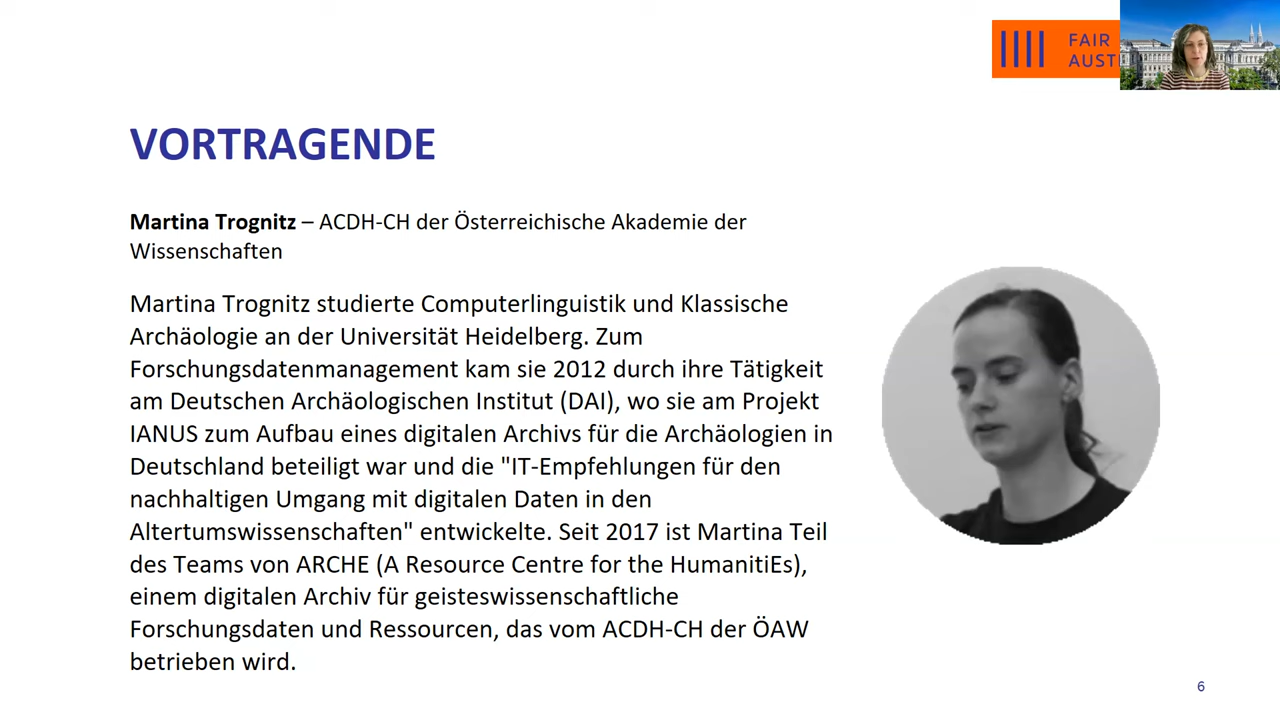 FAIR
AUST
VORTRAGENDE
Martina Trognitz – ACDH-CH der Österreichische Akademie der
Wissenschaften
Martina Trognitz studierte Computerlinguistik und Klassische
Archäologie an der Universität Heidelberg. Zum
Forschungsdatenmanagement kam sie 2012 durch ihre Tätigkeit
am Deutschen Archäologischen Institut (DAI), wo sie am Projekt
IANUS zum Aufbau eines digitalen Archivs für die Archäologien in
Deutschland beteiligt war und die "IT-Empfehlungen für den
nachhaltigen Umgang mit digitalen Daten in den
Altertumswissenschaften" entwickelte. Seit 2017 ist Martina Teil
des Teams von ARCHE (A Resource Centre for the HumanitiEs),
einem digitalen Archiv für geisteswissenschaftliche
Forschungsdaten und Ressourcen, das vom ACDH-CH der ÖAW
betrieben wird.
6